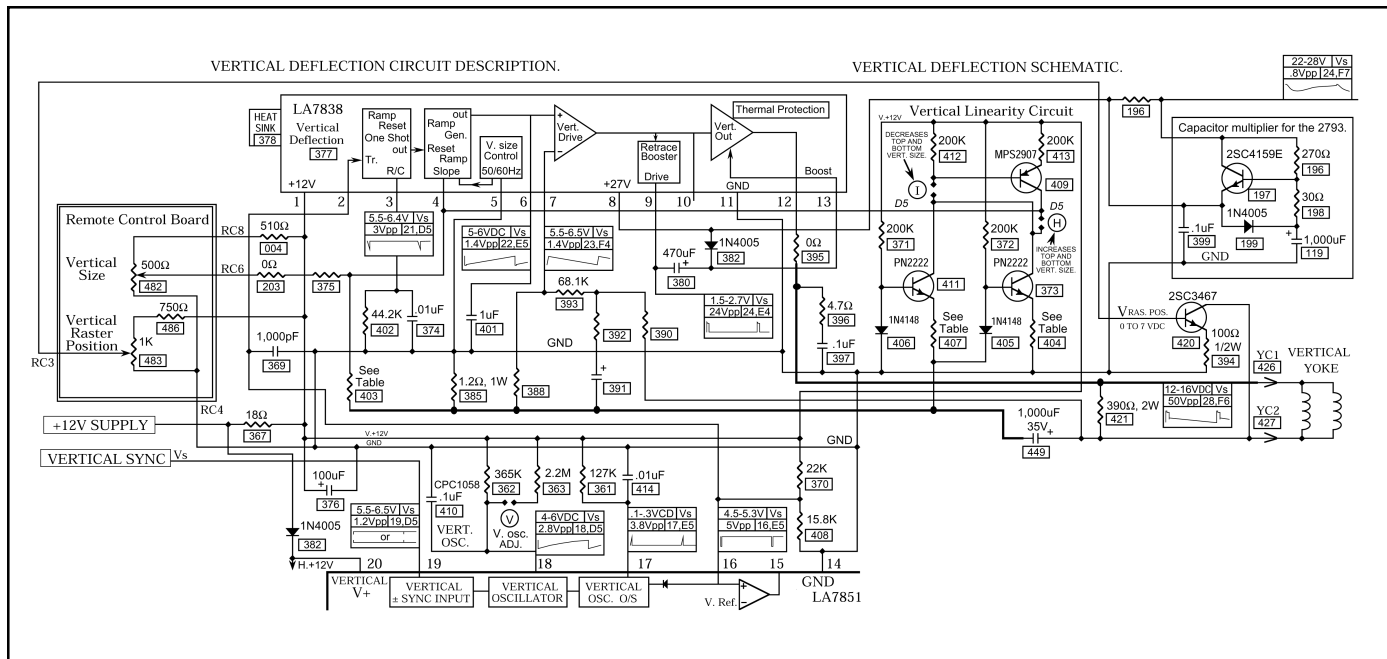 VERTICAL DEFLECTION CIRCUIT DESCRIPTION.
VERTICAL DEFLECTION SCHEMATIC.
22-28V Vs
.8Vpp 24,F7
HEAT
SINK
378
LA7838
Vertical
Deflection
377
+12V
Ramp
Reset
One Shot
out
Tr.
R/C
out
Ramp
Gen.
Reset
Ramp
Slope
V. size
Control
50/60Hz
+
Vert.
Drive
−
Retrace
Booster
Drive
+27V
Vert.
Out
Thermal Protection
Boost
GND
1 2 3 4 5 6 7 8 9 10 11 12 13
Vertical Linearity Circuit
V.+12V
DECREASES
TOP AND
BOTTOM
VERT. SIZE.
I
D5
200K
412
200K
413
MPS2907
409
D5
H
INCREASES
TOP AND
BOTTOM
VERT. SIZE.
200K
371
200K
372
PN2222
411
PN2222
373
1N4148
406
See
Table
407
1N4148
405
See
Table
404
196
Capacitor multiplier for the 2793.
2SC4159E
197
270Ω
196
30Ω
198
1N4005
199
.1uF
399
GND
+
1,000uF
119
Remote Control Board
Vertical
Size
500Ω
482
750Ω
486
Vertical
Raster
Position
1K
483
RC8
510Ω
004
RC6
0Ω
203
375
RC3
RC4
1,000pF
369
5.5-6.4V Vs
3Vpp 21,D5
44.2K
402
.01uF
374
5-6VDC Vs
1.4Vpp 22,E5
1uF
401
5.5-6.5V Vs
1.4Vpp 23,F4
68.1K
393
392
390
470uF
+
380
1N4005
382
1.5-2.7V Vs
24Vpp 24,E4
0Ω
395
4.7Ω
396
.1uF
397
GND
See
Table
403
1.2Ω, 1W
385
388
+
391
VRAS. POS.
0 TO 7 VDC
2SC3467
420
100Ω
1/2W
394
YC1
426
VERTICAL
YOKE
YC2
427
390Ω, 2W
421
12-16VDC Vs
50Vpp 28,F6
1,000uF
35V
+
449
+12V SUPPLY
18Ω
367
VERTICAL SYNC Vs
V.+12V
GND
GND
100uF
+
376
1N4005
382
H.+12V
5.5-6.5V Vs
1.2Vpp 19,D5
or
CPC1058
.1uF
410
VERT.
OSC.
365K
362
2.2M
363
V
V. osc.
ADJ.
127K
361
.01uF
414
4-6VDC Vs
2.8Vpp 18,D5
.1-.3VCD Vs
3.8Vpp 17,E5
4.5-5.3V Vs
5Vpp 16,E5
22K
370
15.8K
408
20 19 18 17 16 15 14
VERTICAL
V+
VERTICAL
± SYNC INPUT
VERTICAL
OSCILLATOR
VERTICAL
OSC. O/S
V. Ref.
+
−
GND
LA7851